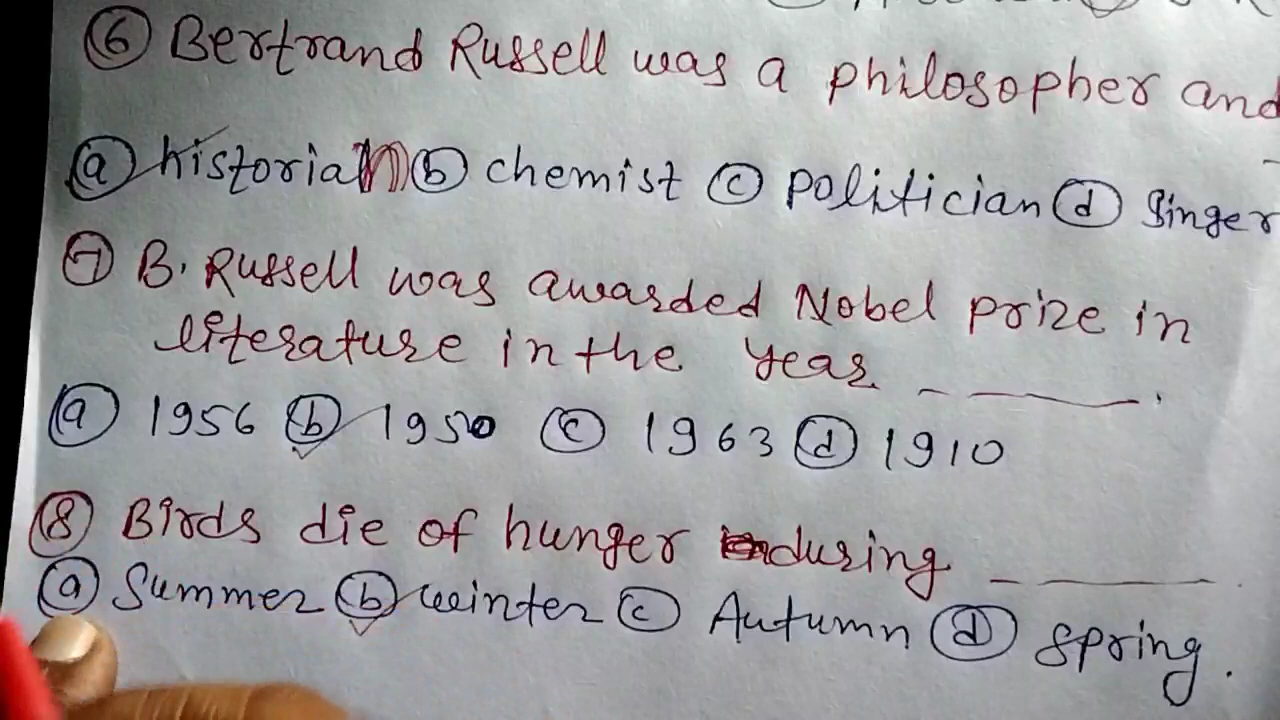 ⑥ Bertrand Russell was a philosopher and
ⓐ historian ⓑ chemist ⓒ politician ⓓ Singer
⑦ B. Russell was awarded Nobel prize in
literature in the year ______.
ⓐ 1956 ⓑ 1950 ⓒ 1963 ⓓ 1910
⑧ Birds die of hunger during ______.
ⓐ Summer ⓑ winter ⓒ Autumn ⓓ spring.